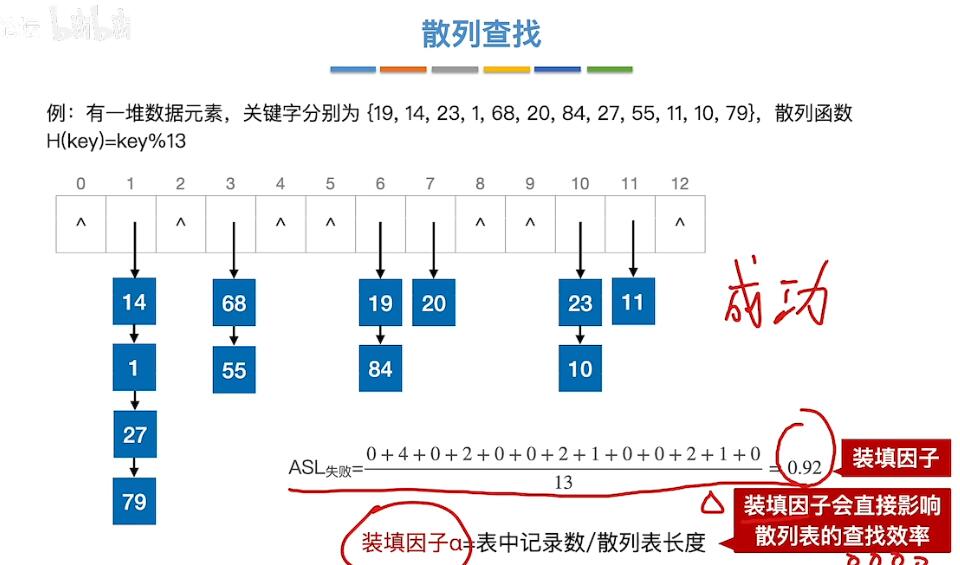 bilibili
散列查找
例：有一堆数据元素，关键字分别为 {19, 14, 23, 1, 68, 20, 84, 27, 55, 11, 10, 79}，散列函数
H(key)=key%13
0 1 2 3 4 5 6 7 8 9 10 11 12
^ ^ ^ ^ ^ ^ ^
14 68 19 20 23 11
成功
1 55 84 10
27
79
ASL失败=0+4+0+2+0+0+2+1+0+0+2+1+0/13=0.92
装填因子
装填因子会直接影响
散列表的查找效率
装填因子α=表中记录数/散列表长度